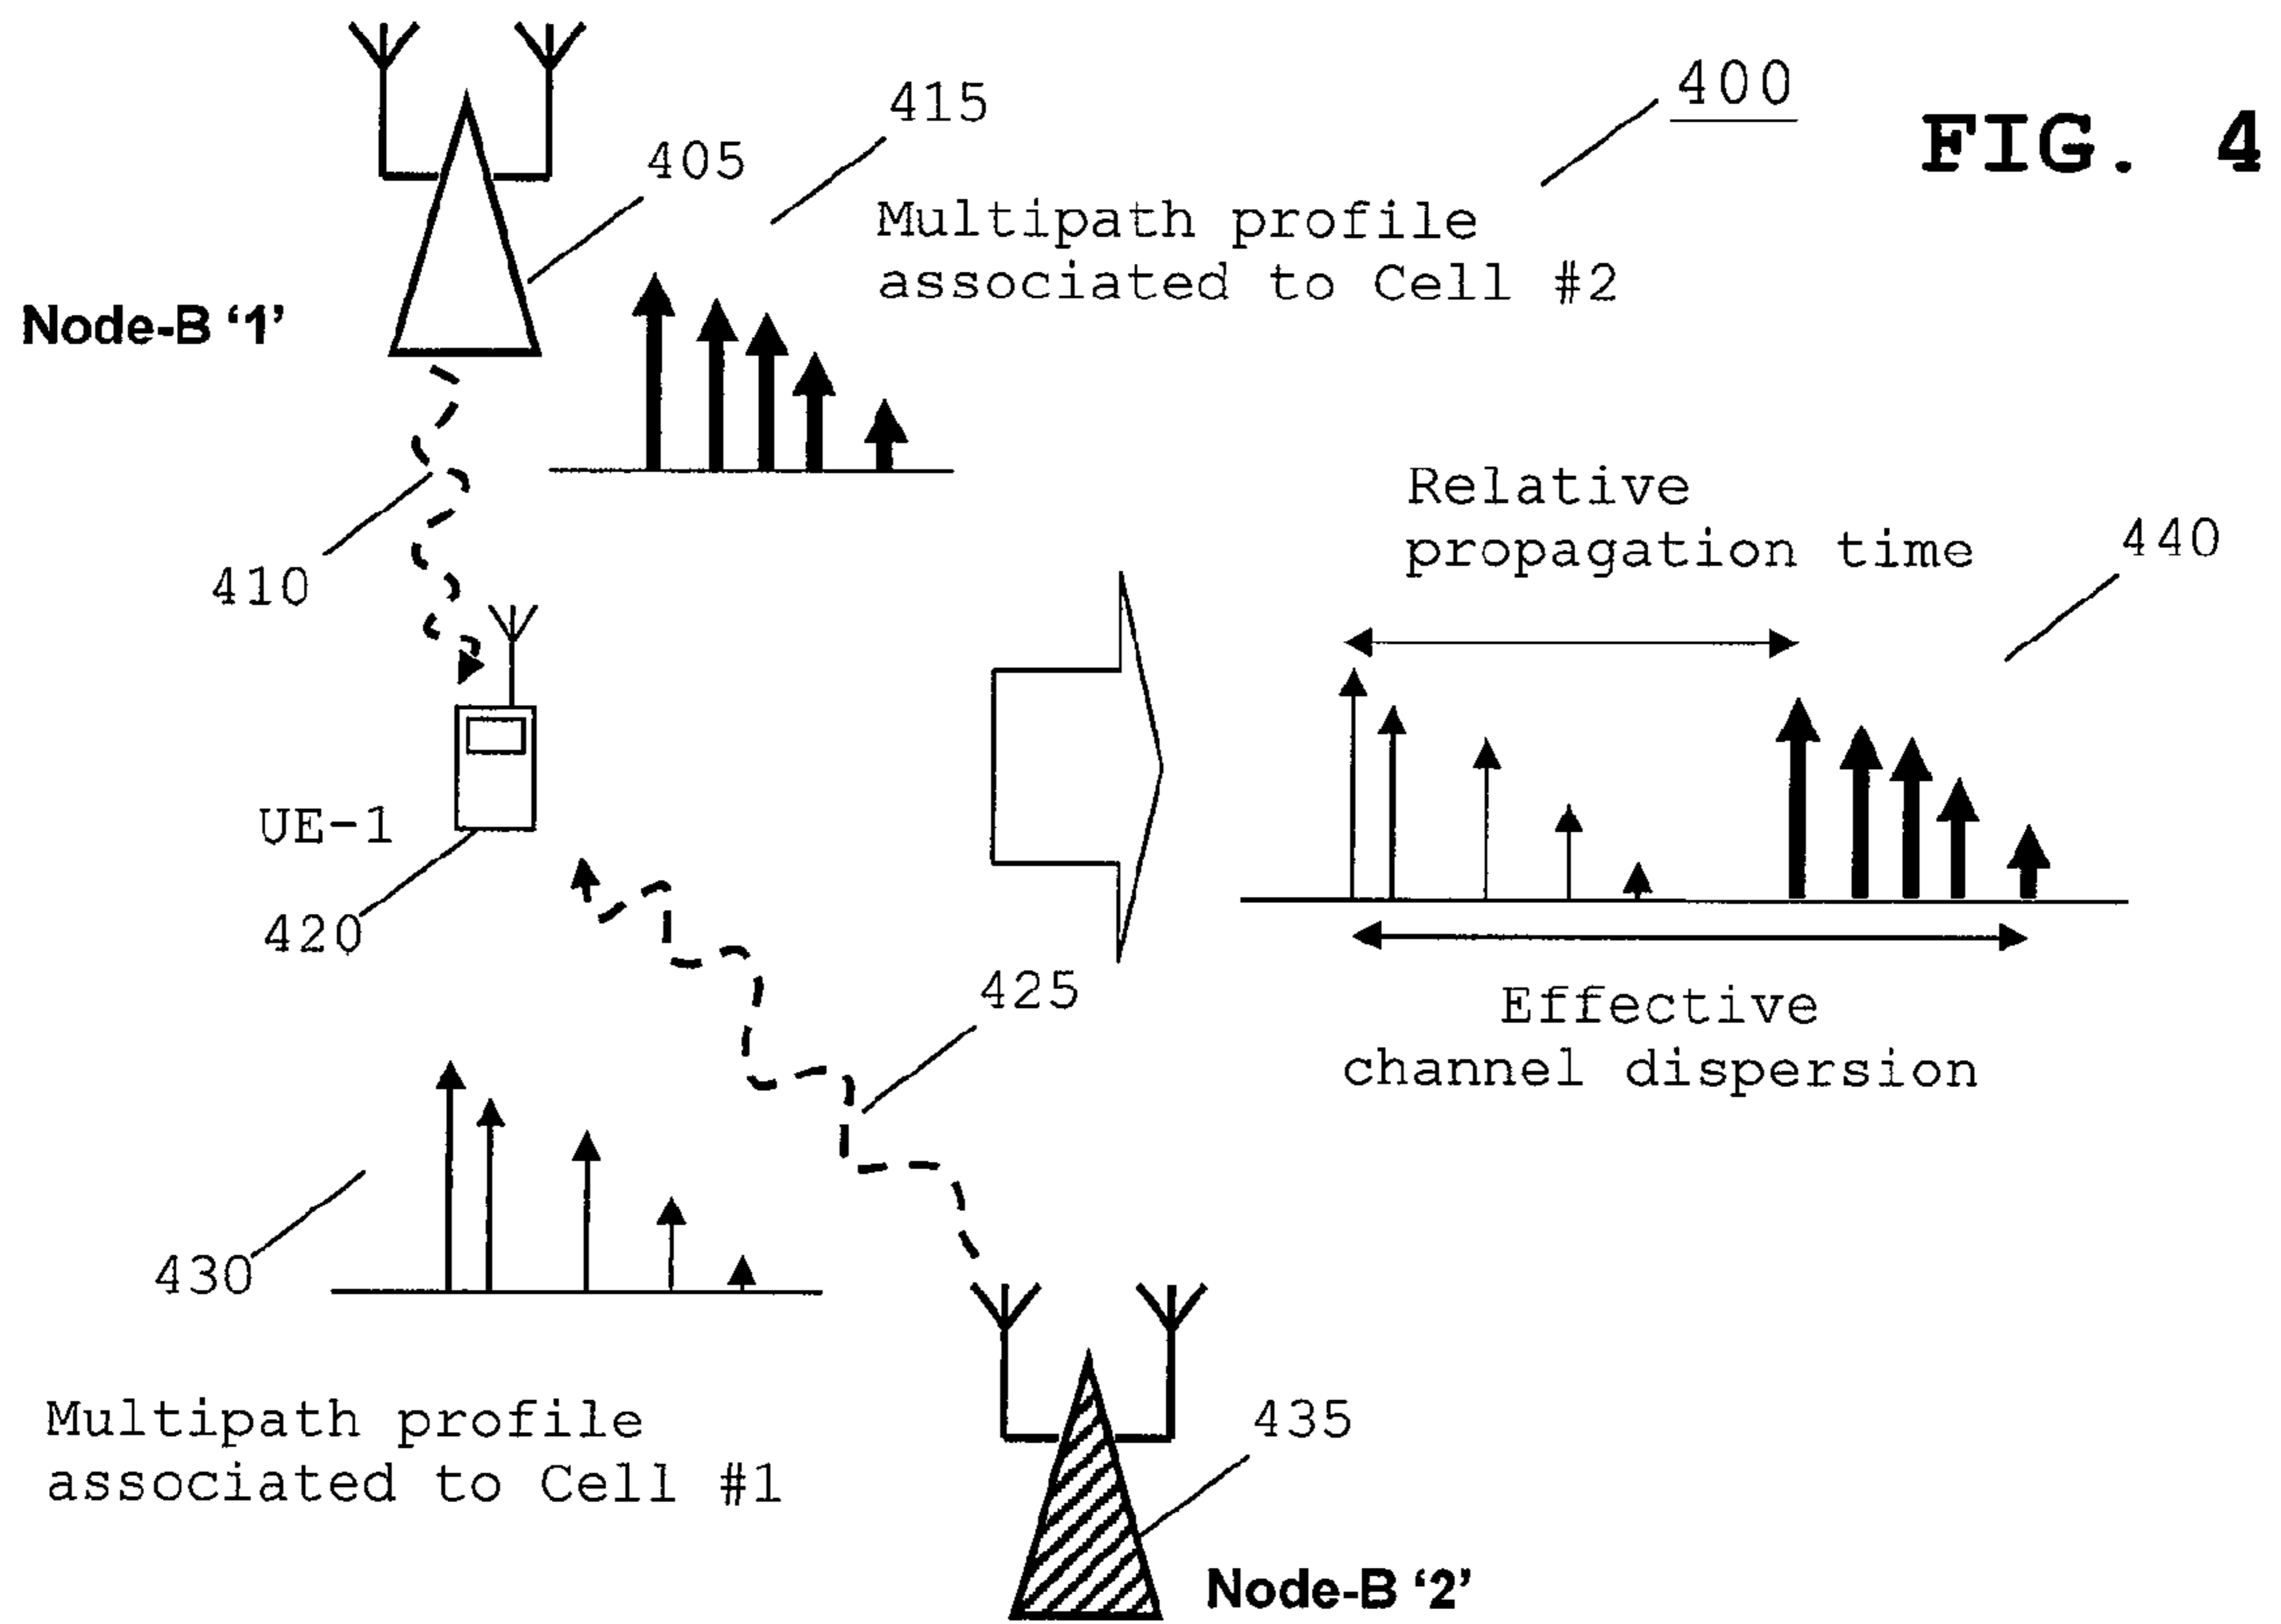 400
FIG. 4
415
405
Multipath profile
associated to Cell #2
Node-B ‘1’
410
Relative
propagation time
440
UE-1
420
425
Effective
channel dispersion
430
Multipath profile
associated to Cell #1
435
Node-B ‘2’